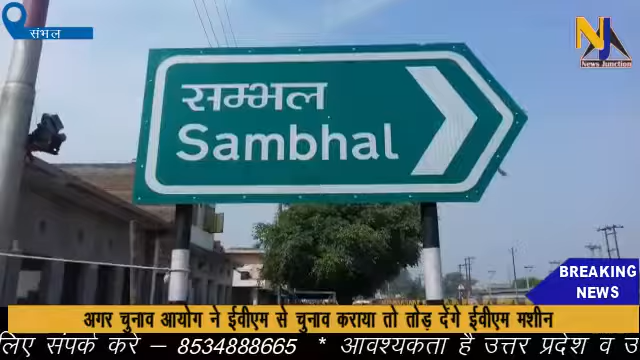 संभल
NJ
News Junction
सम्भल
Sambhal
BREAKING
NEWS
अगर चुनाव आयोग ने ईवीएम से चुनाव कराया तो तोड़ देंगे ईवीएम मशीन
लिए संपर्क करे – 8534888665 * आवश्यकता है उत्तर प्रदेश व उ